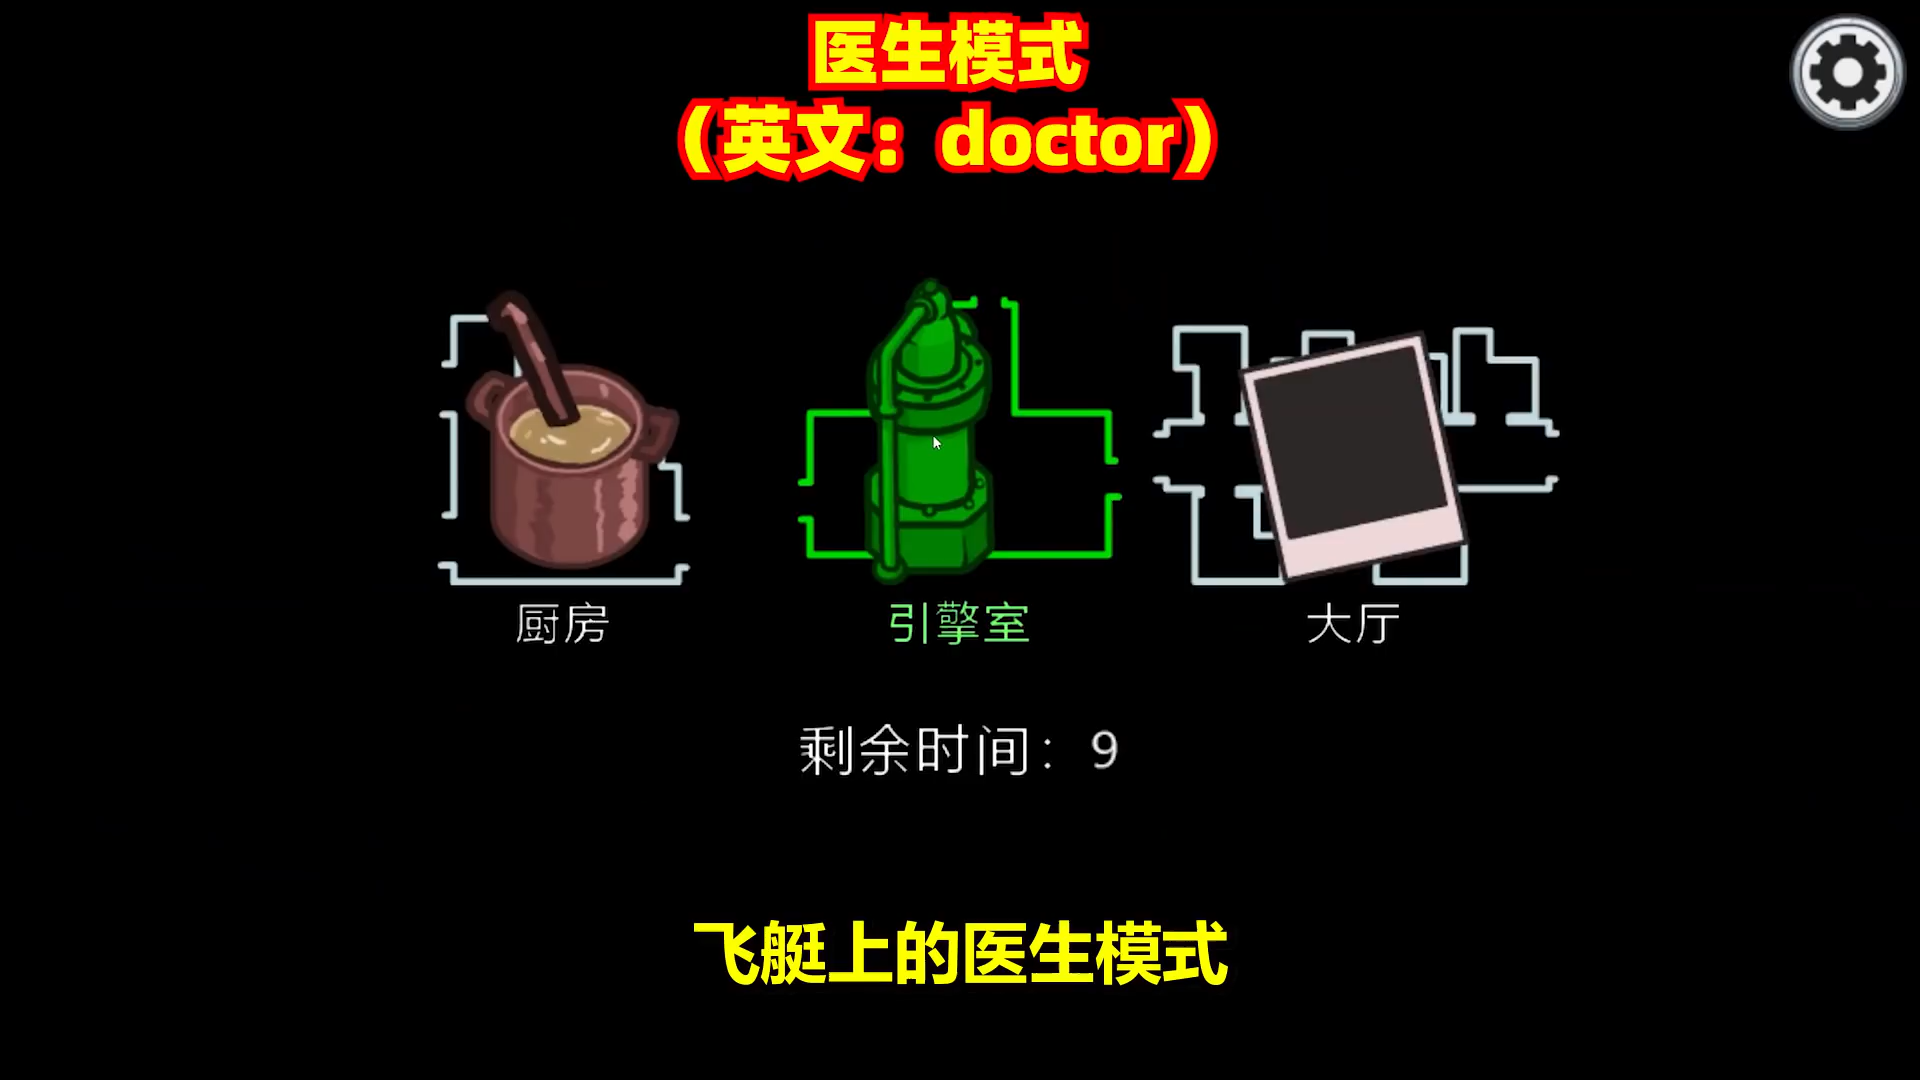 医生模式
（英文：doctor）
厨房
引擎室
大厅
剩余时间：9
飞艇上的医生模式